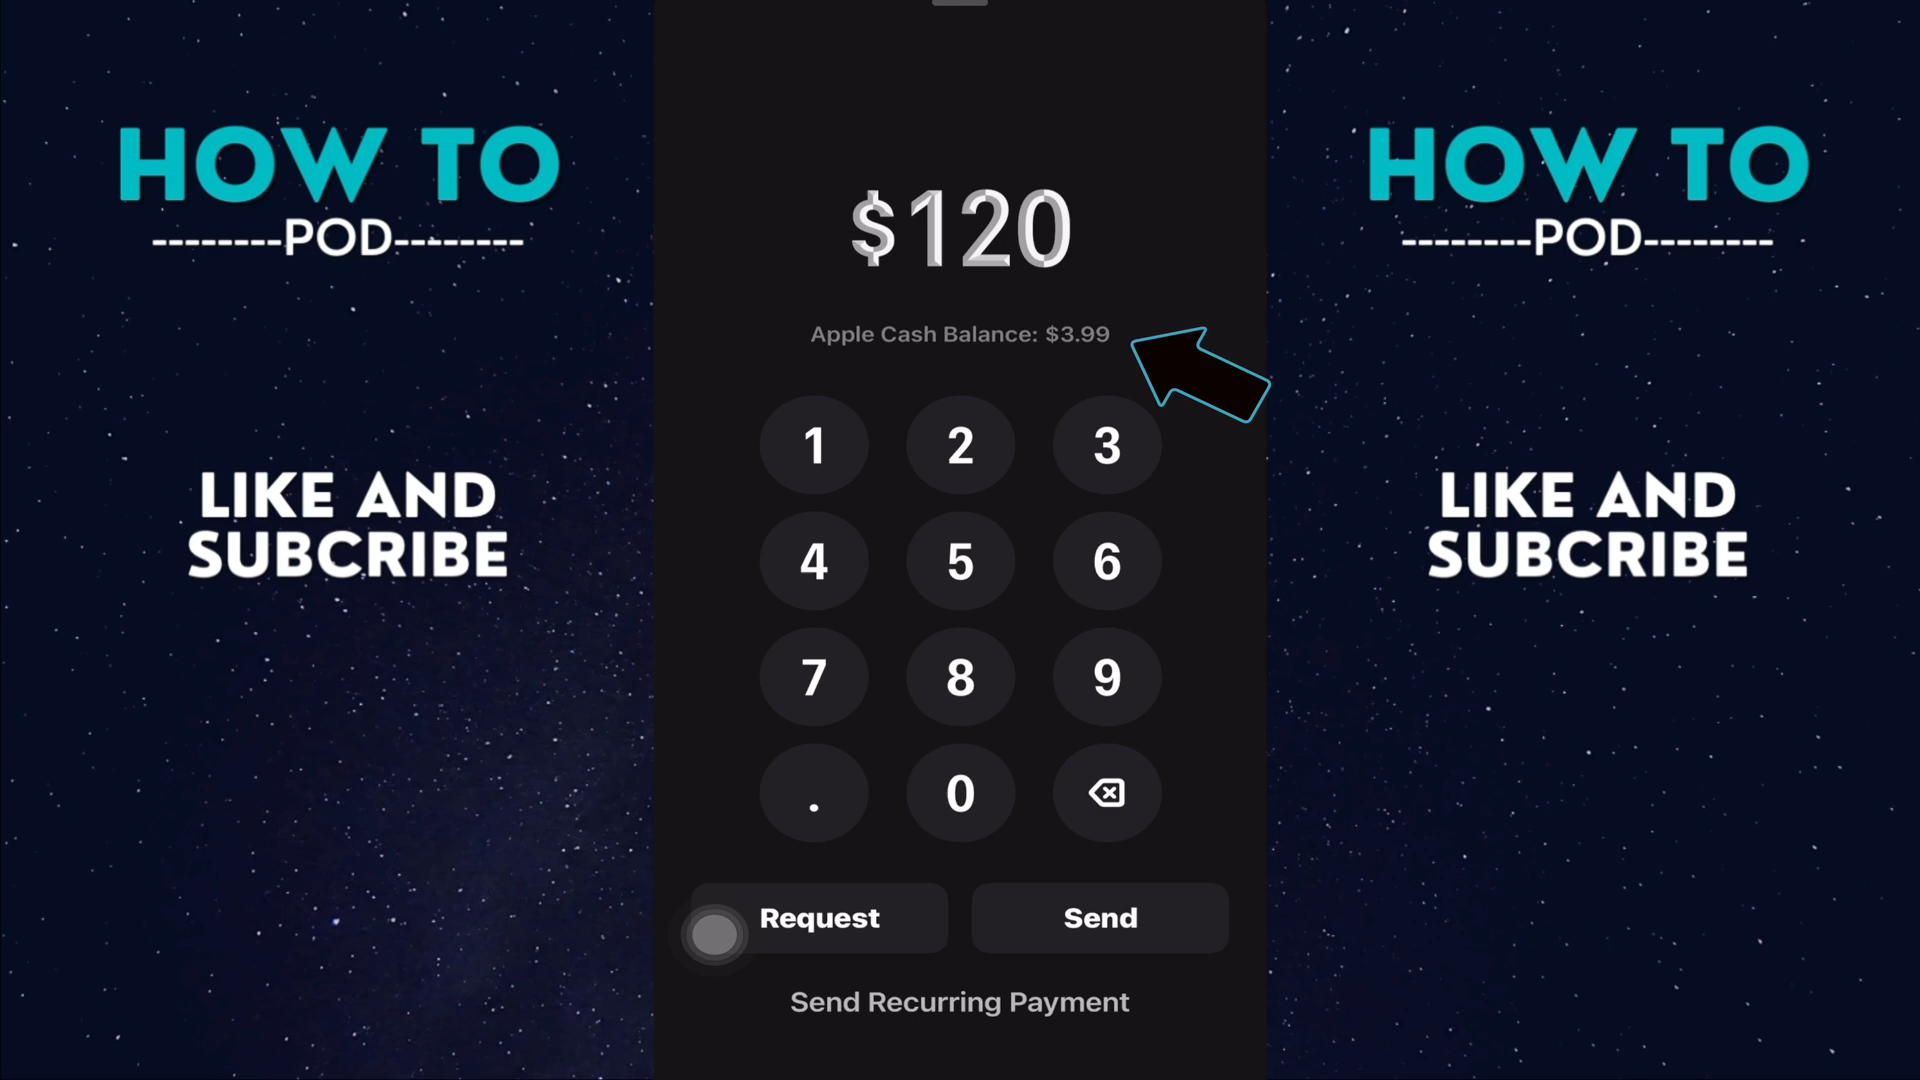 HOW TO
--------POD--------
LIKE AND
SUBCRIBE
$120
Apple Cash Balance: $3.99
1 2 3
4 5 6
7 8 9
. 0
Request Send
Send Recurring Payment
HOW TO
--------POD--------
LIKE AND
SUBCRIBE